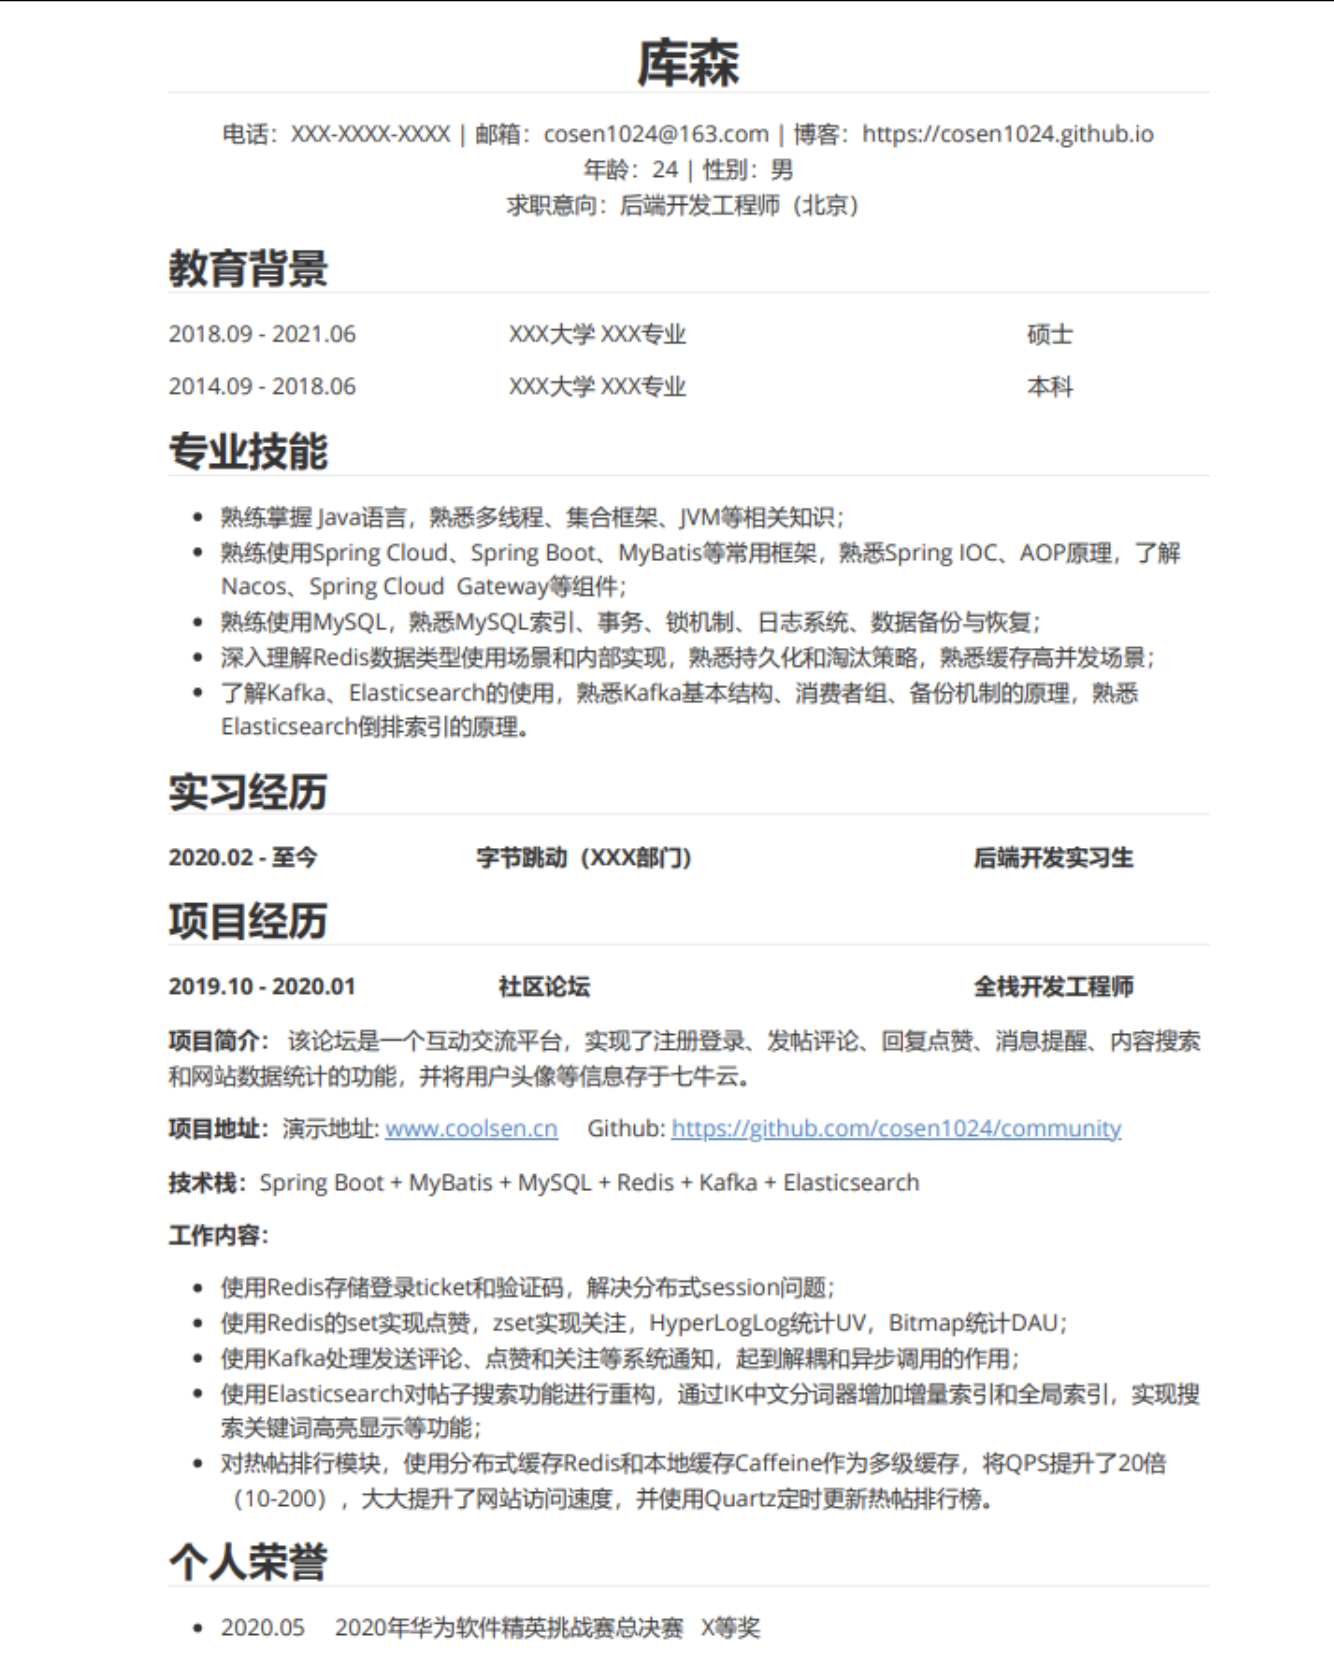 库森
电话：XXX-XXXX-XXXX | 邮箱：cosen1024@163.com | 博客：https://cosen1024.github.io
年龄：24 | 性别：男
求职意向：后端开发工程师（北京）
教育背景
2018.09 - 2021.06 XXX大学 XXX专业 硕士
2014.09 - 2018.06 XXX大学 XXX专业 本科
专业技能
• 熟练掌握 Java语言，熟悉多线程、集合框架、JVM等相关知识；
• 熟练使用Spring Cloud、Spring Boot、MyBatis等常用框架，熟悉Spring IOC、AOP原理，了解
Nacos、Spring Cloud Gateway等组件；
• 熟练使用MySQL，熟悉MySQL索引、事务、锁机制、日志系统、数据备份与恢复；
• 深入理解Redis数据类型使用场景和内部实现，熟悉持久化和淘汰策略，熟悉缓存高并发场景；
• 了解Kafka、Elasticsearch的使用，熟悉Kafka基本结构、消费者组、备份机制的原理，熟悉
Elasticsearch倒排索引的原理。
实习经历
2020.02 - 至今 字节跳动（XXX部门） 后端开发实习生
项目经历
2019.10 - 2020.01 社区论坛 全栈开发工程师
项目简介： 该论坛是一个互动交流平台，实现了注册登录、发帖评论、回复点赞、消息提醒、内容搜索
和网站数据统计的功能，并将用户头像等信息存于七牛云。
项目地址：演示地址: www.coolsen.cn Github: https://github.com/cosen1024/community
技术栈：Spring Boot + MyBatis + MySQL + Redis + Kafka + Elasticsearch
工作内容：
• 使用Redis存储登录ticket和验证码，解决分布式session问题；
• 使用Redis的set实现点赞，zset实现关注，HyperLogLog统计UV，Bitmap统计DAU；
• 使用Kafka处理发送评论、点赞和关注等系统通知，起到解耦和异步调用的作用；
• 使用Elasticsearch对帖子搜索功能进行重构，通过IK中文分词器增加增量索引和全局索引，实现搜
索关键词高亮显示等功能；
• 对热帖排行模块，使用分布式缓存Redis和本地缓存Caffeine作为多级缓存，将QPS提升了20倍
（10-200），大大提升了网站访问速度，并使用Quartz定时更新热帖排行榜。
个人荣誉
• 2020.05 2020年华为软件精英挑战赛总决赛 X等奖